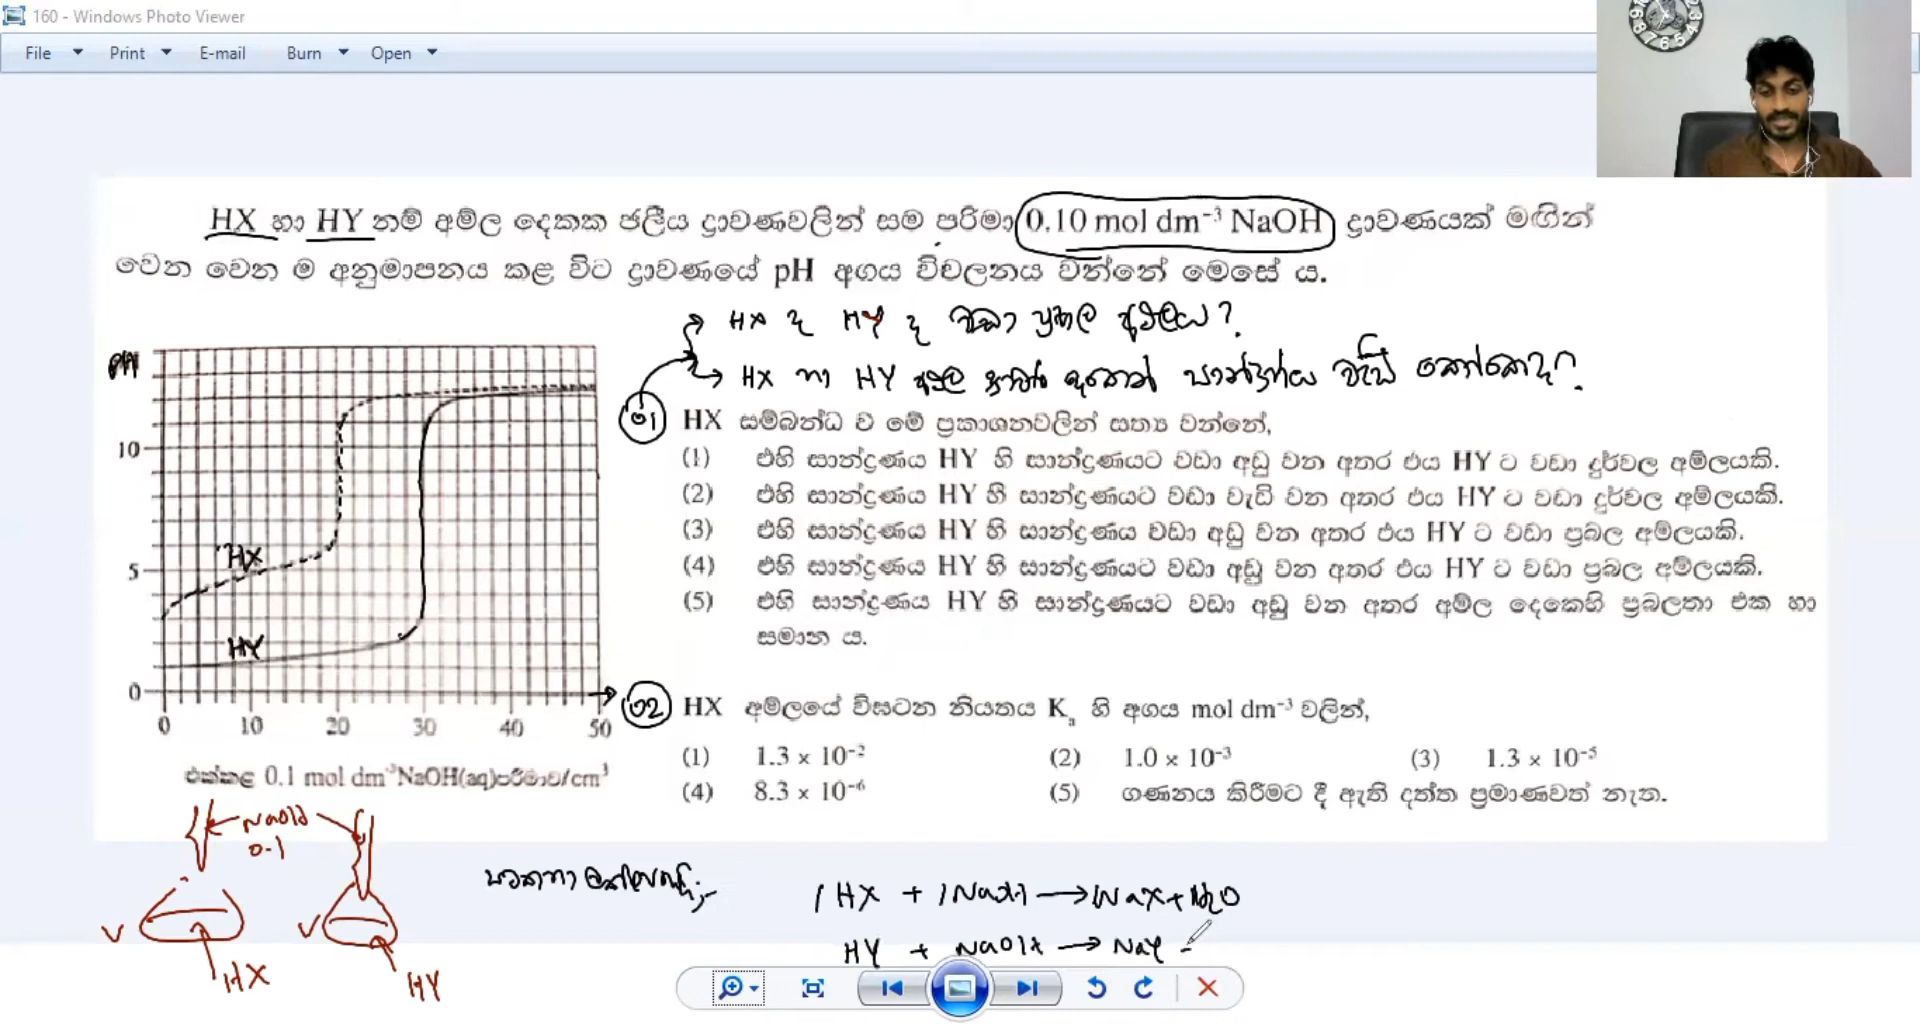 160 - Windows Photo Viewer
File Print E-mail Burn Open
HX හා HY නම් අම්ල දෙකක ජලීය ද්‍රාවණවලින් සම පරිමා 0.10 mol dm⁻³ NaOH ද්‍රාවණයක් මඟින්
වෙන වෙන ම අනුමාපනය කළ විට ද්‍රාවණයේ pH අගය විචලනය වන්නේ මෙසේ ය.
HX ද HY ද වඩා ප්‍රබල අම්ලය?
HX හා HY අම්ල සාන්ද්‍රණය වැඩි කෝකෙද?
pH
10
5
0
HX
HY
0 10 20 30 40 50
එක්කළ 0.1 mol dm⁻³NaOH(aq)පරිමාව/cm³
01 HX සම්බන්ධ ව මේ ප්‍රකාශනවලින් සත්‍ය වන්නේ,
(1) එහි සාන්ද්‍රණය HY හි සාන්ද්‍රණයට වඩා අඩු වන අතර එය HY ට වඩා දුර්වල අම්ලයකි.
(2) එහි සාන්ද්‍රණය HY හි සාන්ද්‍රණයට වඩා වැඩි වන අතර එය HY ට වඩා දුර්වල අම්ලයකි.
(3) එහි සාන්ද්‍රණය HY හි සාන්ද්‍රණය වඩා අඩු වන අතර එය HY ට වඩා ප්‍රබල අම්ලයකි.
(4) එහි සාන්ද්‍රණය HY හි සාන්ද්‍රණයට වඩා අඩු වන අතර එය HY ට වඩා ප්‍රබල අම්ලයකි.
(5) එහි සාන්ද්‍රණය HY හි සාන්ද්‍රණයට වඩා අඩු වන අතර අම්ල දෙකෙහි ප්‍රබලතා එක හා
සමාන ය.
02 HX අම්ලයේ විඝටන නියතය Kₐ හි අගය mol dm⁻³ වලින්,
(1) 1.3 × 10⁻² (2) 1.0 × 10⁻³ (3) 1.3 × 10⁻⁵
(4) 8.3 × 10⁻⁶ (5) ගණනය කිරීමට දී ඇති දත්ත ප්‍රමාණවත් නැත.
NaOH
0.1
V V
HX
HY
1 HX + 1 NaOH → NaX + H₂O
HY + NaOH → NaY